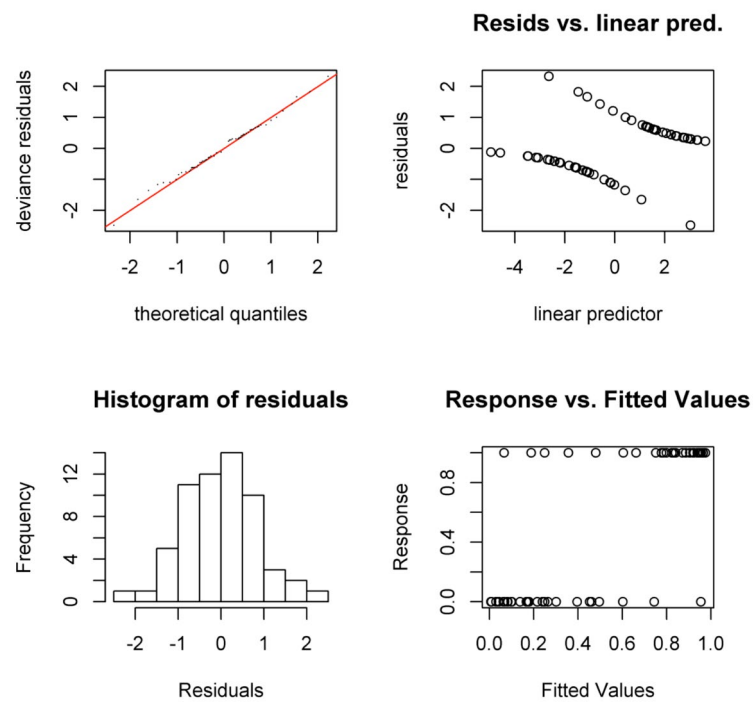 deviance residuals
2
1
0
-2
-2 -1 0 1 2
theoretical quantiles
Resids vs. linear pred.
residuals
2
1
0
-2
-4 -2 0 2
linear predictor
Histogram of residuals
Frequency
12
8
4
0
-2 -1 0 1 2
Residuals
Response vs. Fitted Values
Response
0.8
0.4
0.0
0.0 0.2 0.4 0.6 0.8 1.0
Fitted Values